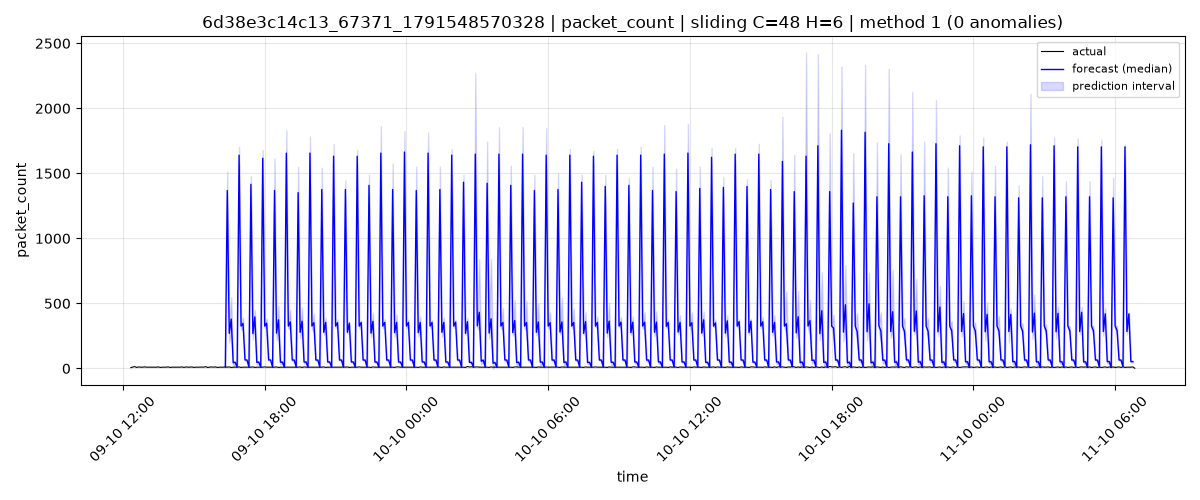 6d38e3c14c13_67371_1791548570328 | packet_count | sliding C=48 H=6 | method 1 (0 anomalies)
actual
forecast (median)
prediction interval
2500
2000
1500
1000
500
0
packet_count
09-10 12:00
09-10 18:00
10-10 00:00
10-10 06:00
10-10 12:00
10-10 18:00
11-10 00:00
11-10 06:00
time